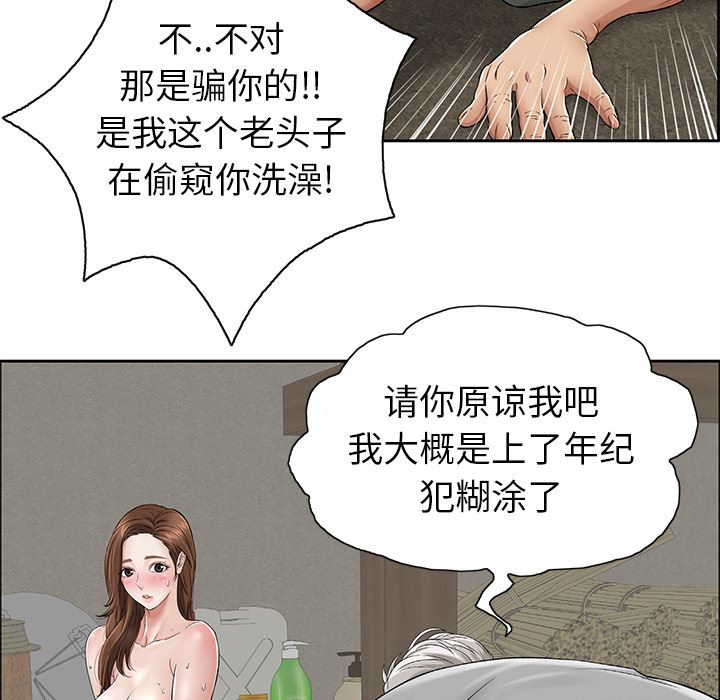 不..不对
那是骗你的!!
是我这个老头子
在偷窥你洗澡!
请你原谅我吧
我大概是上了年纪
犯糊涂了